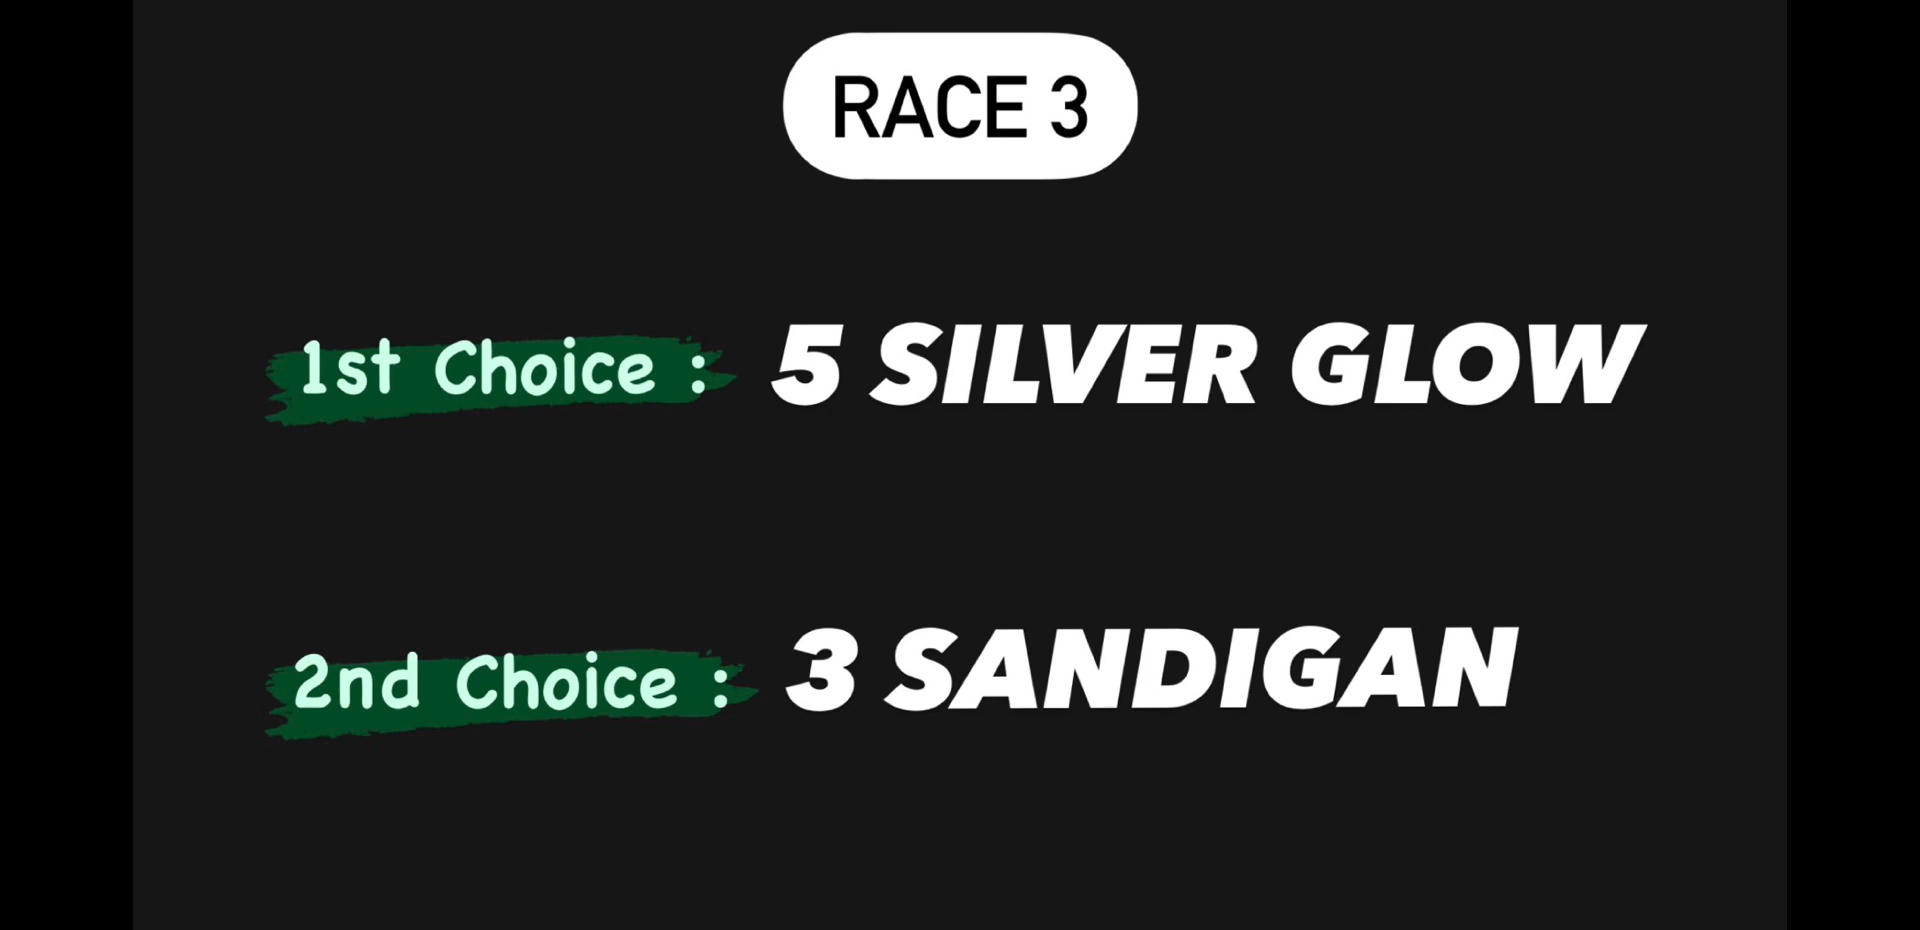 RACE 3
1st Choice : 5 SILVER GLOW
2nd Choice : 3 SANDIGAN